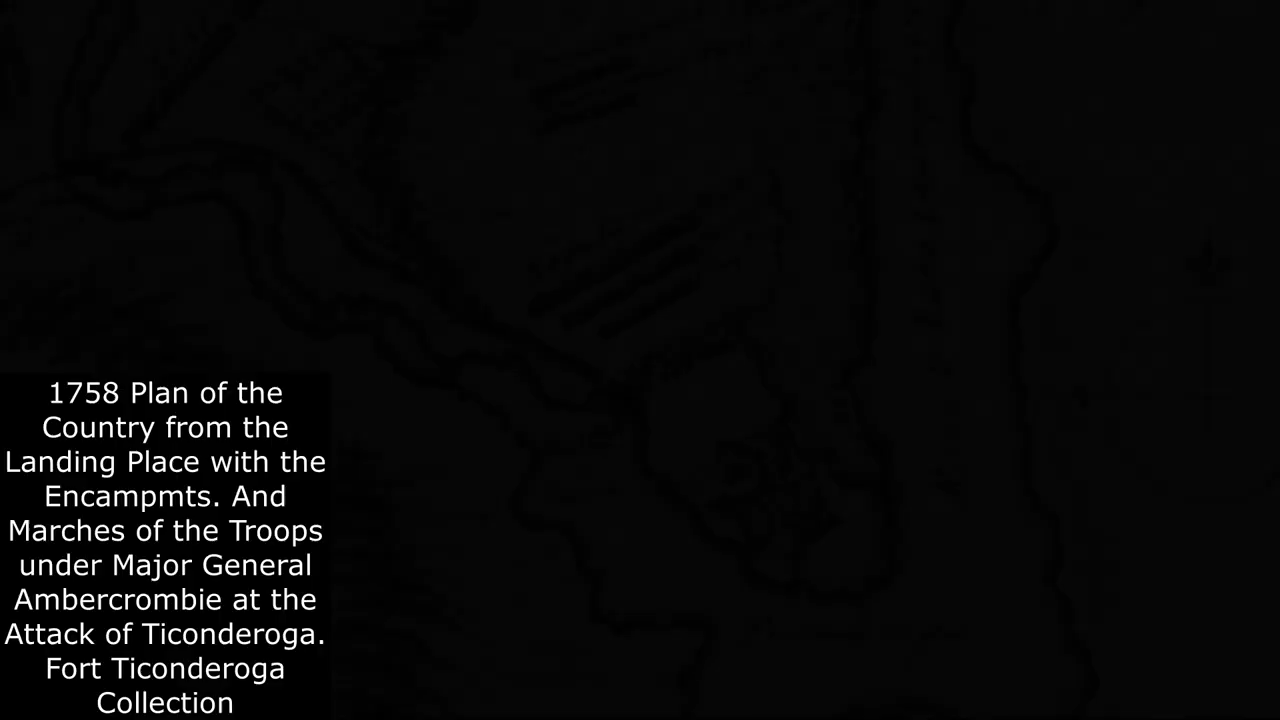 1758 Plan of the
Country from the
Landing Place with the
Encampmts. And
Marches of the Troops
under Major General
Ambercrombie at the
Attack of Ticonderoga.
Fort Ticonderoga
Collection